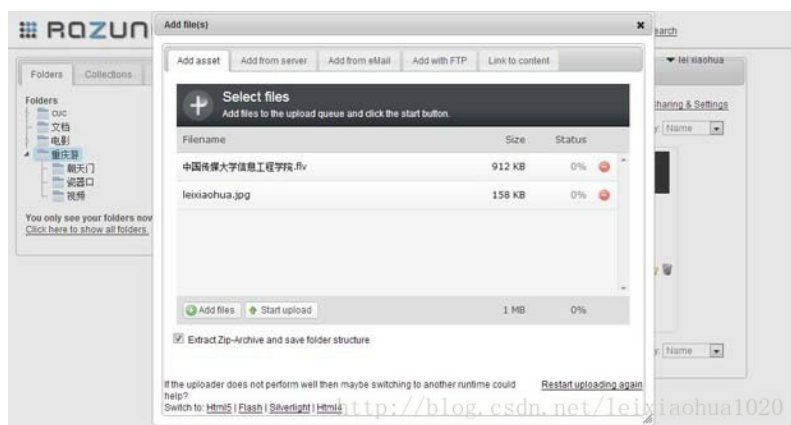 RAZUN
Add file(s)
earch
Folders
Collections
Add asset
Add from server
Add from eMail
Add with FTP
Link to content
lei xiaohua
Select files
Add files to the upload queue and click the start button.
Folders
cuc
文档
电影
重庆游
朝天门
瓷器口
视频
You only see your folders now
Click here to show all folders.
haring & Settings
y: Name
Filename Size Status
中国传媒大学信息工程学院.flv 912 KB 0%
leixiaohua.jpg 158 KB 0%
Add files
Start upload
1 MB 0%
Extract Zip-Archive and save folder structure
y: Name
If the uploader does not perform well then maybe switching to another runtime could help?
Restart uploading again
Switch to: Html5 | Flash | Silverlight | Html4
http://blog.csdn.net/leixiaohua1020